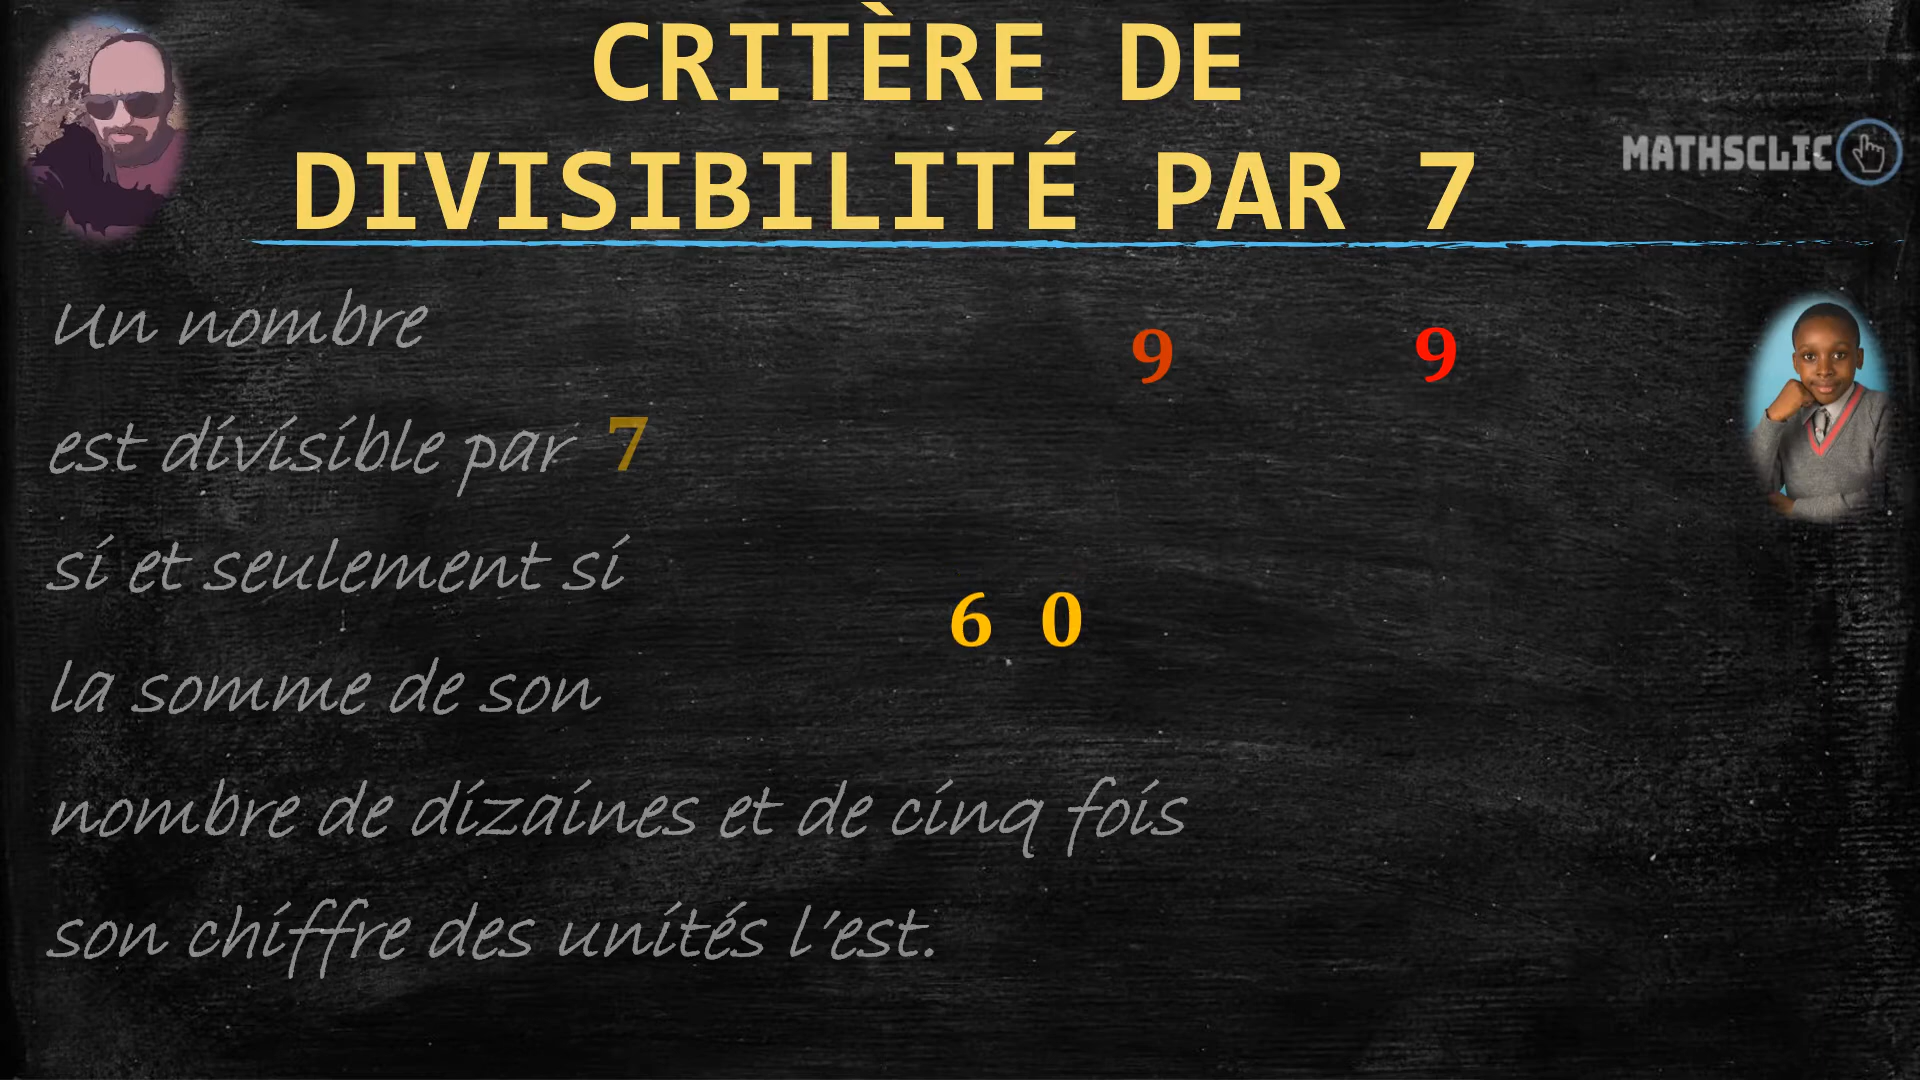 CRITÈRE DE
DIVISIBILITÉ PAR 7
MATHSCLIC
Un nombre
9 9
est divisible par 7
si et seulement si
6 0
la somme de son
nombre de dizaines et de cinq fois
son chiffre des unités l'est.